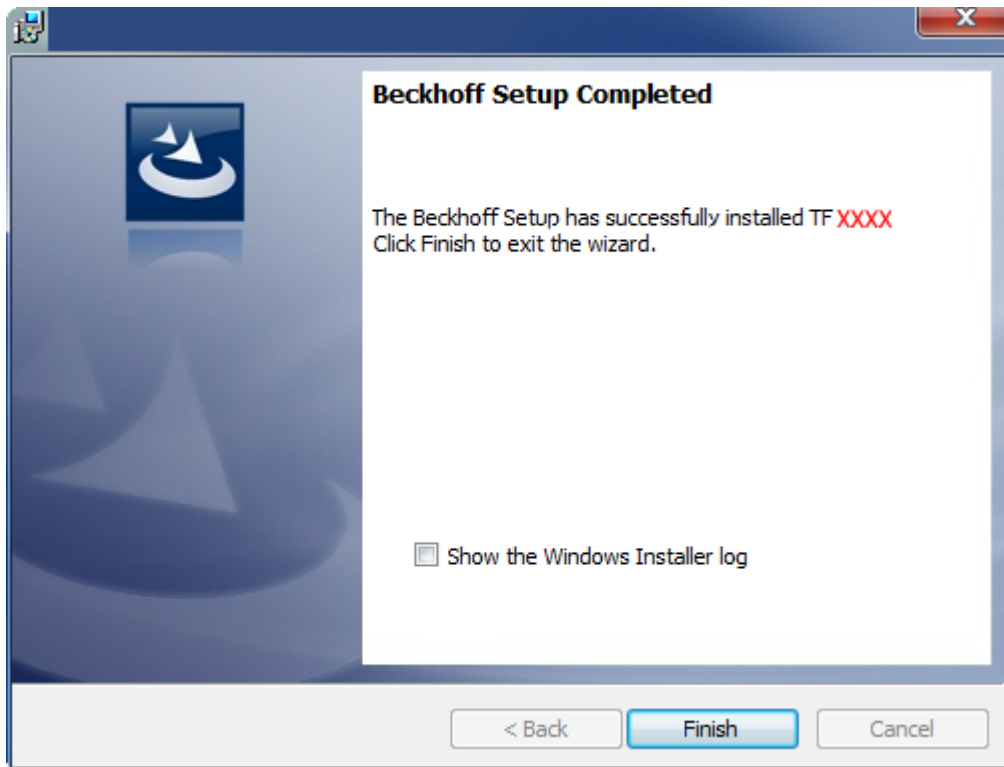 Beckhoff Setup Completed
The Beckhoff Setup has successfully installed TF XXXX
Click Finish to exit the wizard.
Show the Windows Installer log
< Back
Finish
Cancel